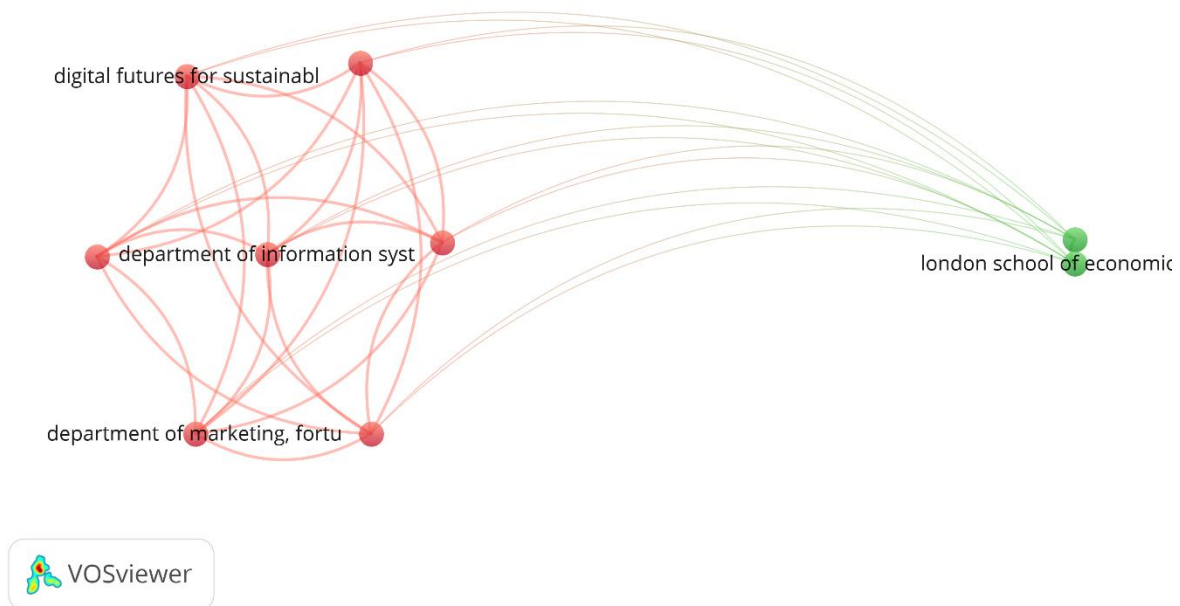 digital futures for sustainabl
department of information syst
london school of economic
department of marketing, fortu
VOSviewer